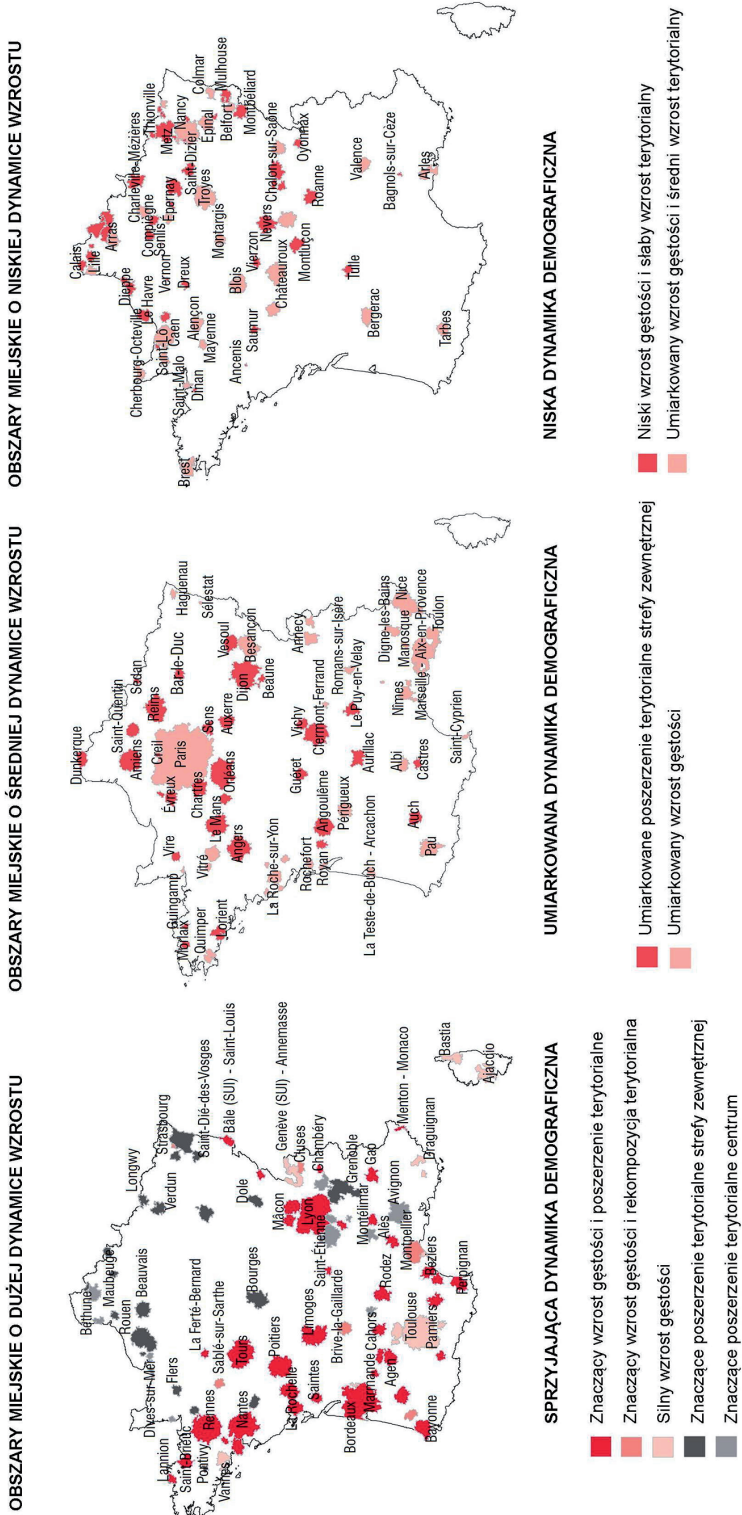 OBSZARY MIEJSKIE O DUŻEJ DYNAMICE WZROSTU
Lannion
Saint-Brieuc
Pontivy
Vannes
Rennes
Nantes
Dives-sur-Mer
Flers
Rouen
Béthunes
Maubeuge
Beauvais
La Ferté-Bernard
Sablé-sur-Sarthe
Tours
Longwy
Verdun
Strasbourg
Saint-Dié-des-Vosges
Bâle (SUI) - Saint-Louis
Dole
Bourges
Poitiers
La Rochelle
Saintes
Limoges
Mâcon
Genève (SUI) - Annemasse
Cluses
Chambéry
Lyon
Saint-Étienne
Grenoble
Gap
Brive-la-Gaillarde
Bordeaux
Marmande
Cahors
Agen
Rodez
Montélimar
Alès
Avignon
Montpellier
Menton - Monaco
Draguignan
Toulouse
Pamiers
Béziers
Perpignan
Bayonne
Bastia
Ajaccio
SPRZYJAJĄCA DYNAMIKA DEMOGRAFICZNA
Znaczący wzrost gęstości i poszerzenie terytorialne
Znaczący wzrost gęstości i rekompozycja terytorialna
Silny wzrost gęstości
Znaczące poszerzenie terytorialne strefy zewnętrznej
Znaczące poszerzenie terytorialne centrum
OBSZARY MIEJSKIE O ŚREDNIEJ DYNAMICE WZROSTU
Dunkerque
Saint-Quentin
Amiens
Sedan
Reims
Creil
Paris
Évreux
Chartres
Bar-le-Duc
Haguenau
Sélestat
Vire
Guingamp
Morlaix
Quimper
Lorient
Vitré
Le Mans
Angers
Orléans
Sens
Auxerre
Vesoul
Dijon
Besançon
Beaune
La Roche-sur-Yon
Rochefort
Royan
Angoulême
Périgueux
Guéret
Vichy
Clermont-Ferrand
Annecy
Romans-sur-Isère
Le Puy-en-Velay
Aurillac
La Teste-de-Buch - Arcachon
Albi
Castres
Auch
Pau
Nîmes
Digne-les-Bains
Manosque
Nice
Marseille - Aix-en-Provence
Toulon
Saint-Cyprien
UMIARKOWANA DYNAMIKA DEMOGRAFICZNA
Umiarkowane poszerzenie terytorialne strefy zewnętrznej
Umiarkowany wzrost gęstości
OBSZARY MIEJSKIE O NISKIEJ DYNAMICE WZROSTU
Calais
Lille
Arras
Dieppe
Le Havre
Cherbourg-Octeville
Saint-Lô
Caen
Charleville-Mézières
Compiègne
Senlis
Vernon
Epernay
Thionville
Metz
Nancy
Saint-Dizier
Epinal
Colmar
Mulhouse
Belfort
Montbéliard
Brest
Saint-Malo
Dinan
Alençon
Mayenne
Dreux
Troyes
Montargis
Blois
Ancenis
Saumur
Vierzon
Nevers
Châteauroux
Chalon-sur-Saône
Montluçon
Roanne
Oyonnax
Tulle
Valence
Bagnols-sur-Cèze
Arles
Bergerac
Tarbes
NISKA DYNAMIKA DEMOGRAFICZNA
Niski wzrost gęstości i słaby wzrost terytorialny
Umiarkowany wzrost gęstości i średni wzrost terytorialny